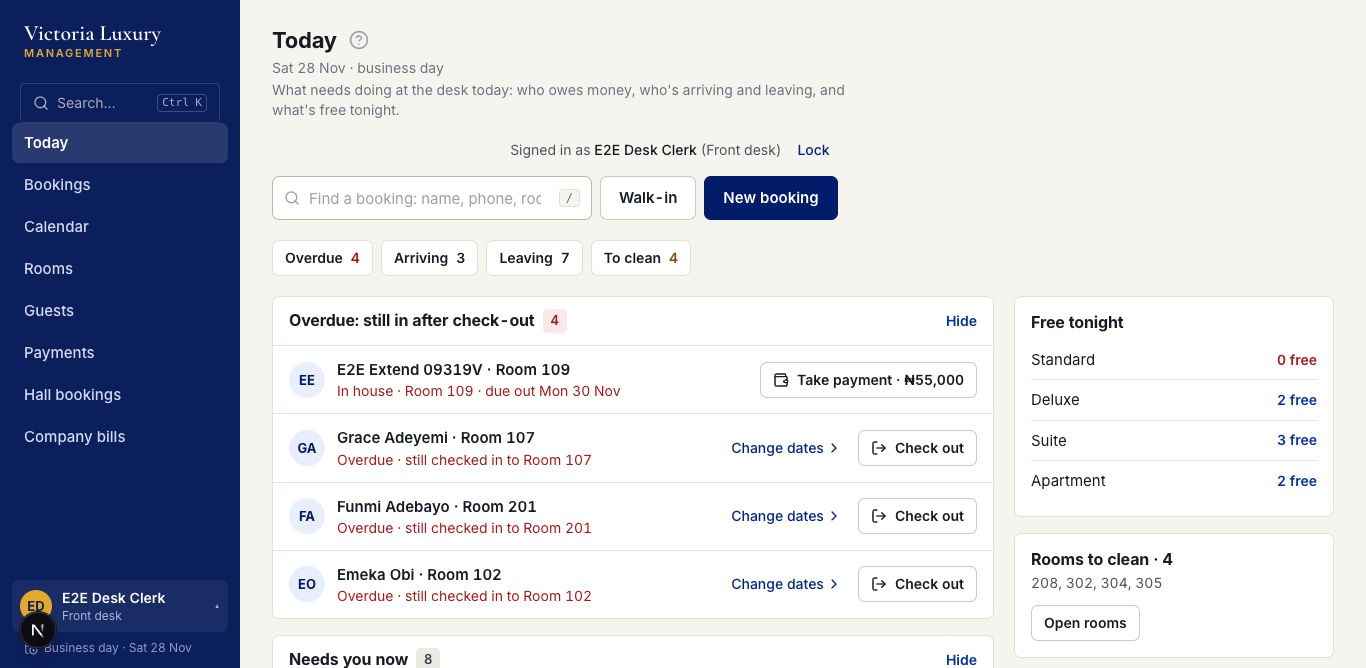 Victoria Luxury
MANAGEMENT
Search...
Ctrl K
Today
Bookings
Calendar
Rooms
Guests
Payments
Hall bookings
Company bills
ED
E2E Desk Clerk
Front desk
N
Business day · Sat 28 Nov
Today
?
Sat 28 Nov · business day
What needs doing at the desk today: who owes money, who's arriving and leaving, and
what's free tonight.
Signed in as E2E Desk Clerk (Front desk) Lock
Find a booking: name, phone, roo
/
Walk-in
New booking
Overdue 4
Arriving 3
Leaving 7
To clean 4
Overdue: still in after check-out 4
Hide
EE
E2E Extend 09319V · Room 109
In house · Room 109 · due out Mon 30 Nov
Take payment · ₦55,000
GA
Grace Adeyemi · Room 107
Overdue · still checked in to Room 107
Change dates
Check out
FA
Funmi Adebayo · Room 201
Overdue · still checked in to Room 201
Change dates
Check out
EO
Emeka Obi · Room 102
Overdue · still checked in to Room 102
Change dates
Check out
Needs you now 8
Hide
Free tonight
Standard 0 free
Deluxe 2 free
Suite 3 free
Apartment 2 free
Rooms to clean · 4
208, 302, 304, 305
Open rooms